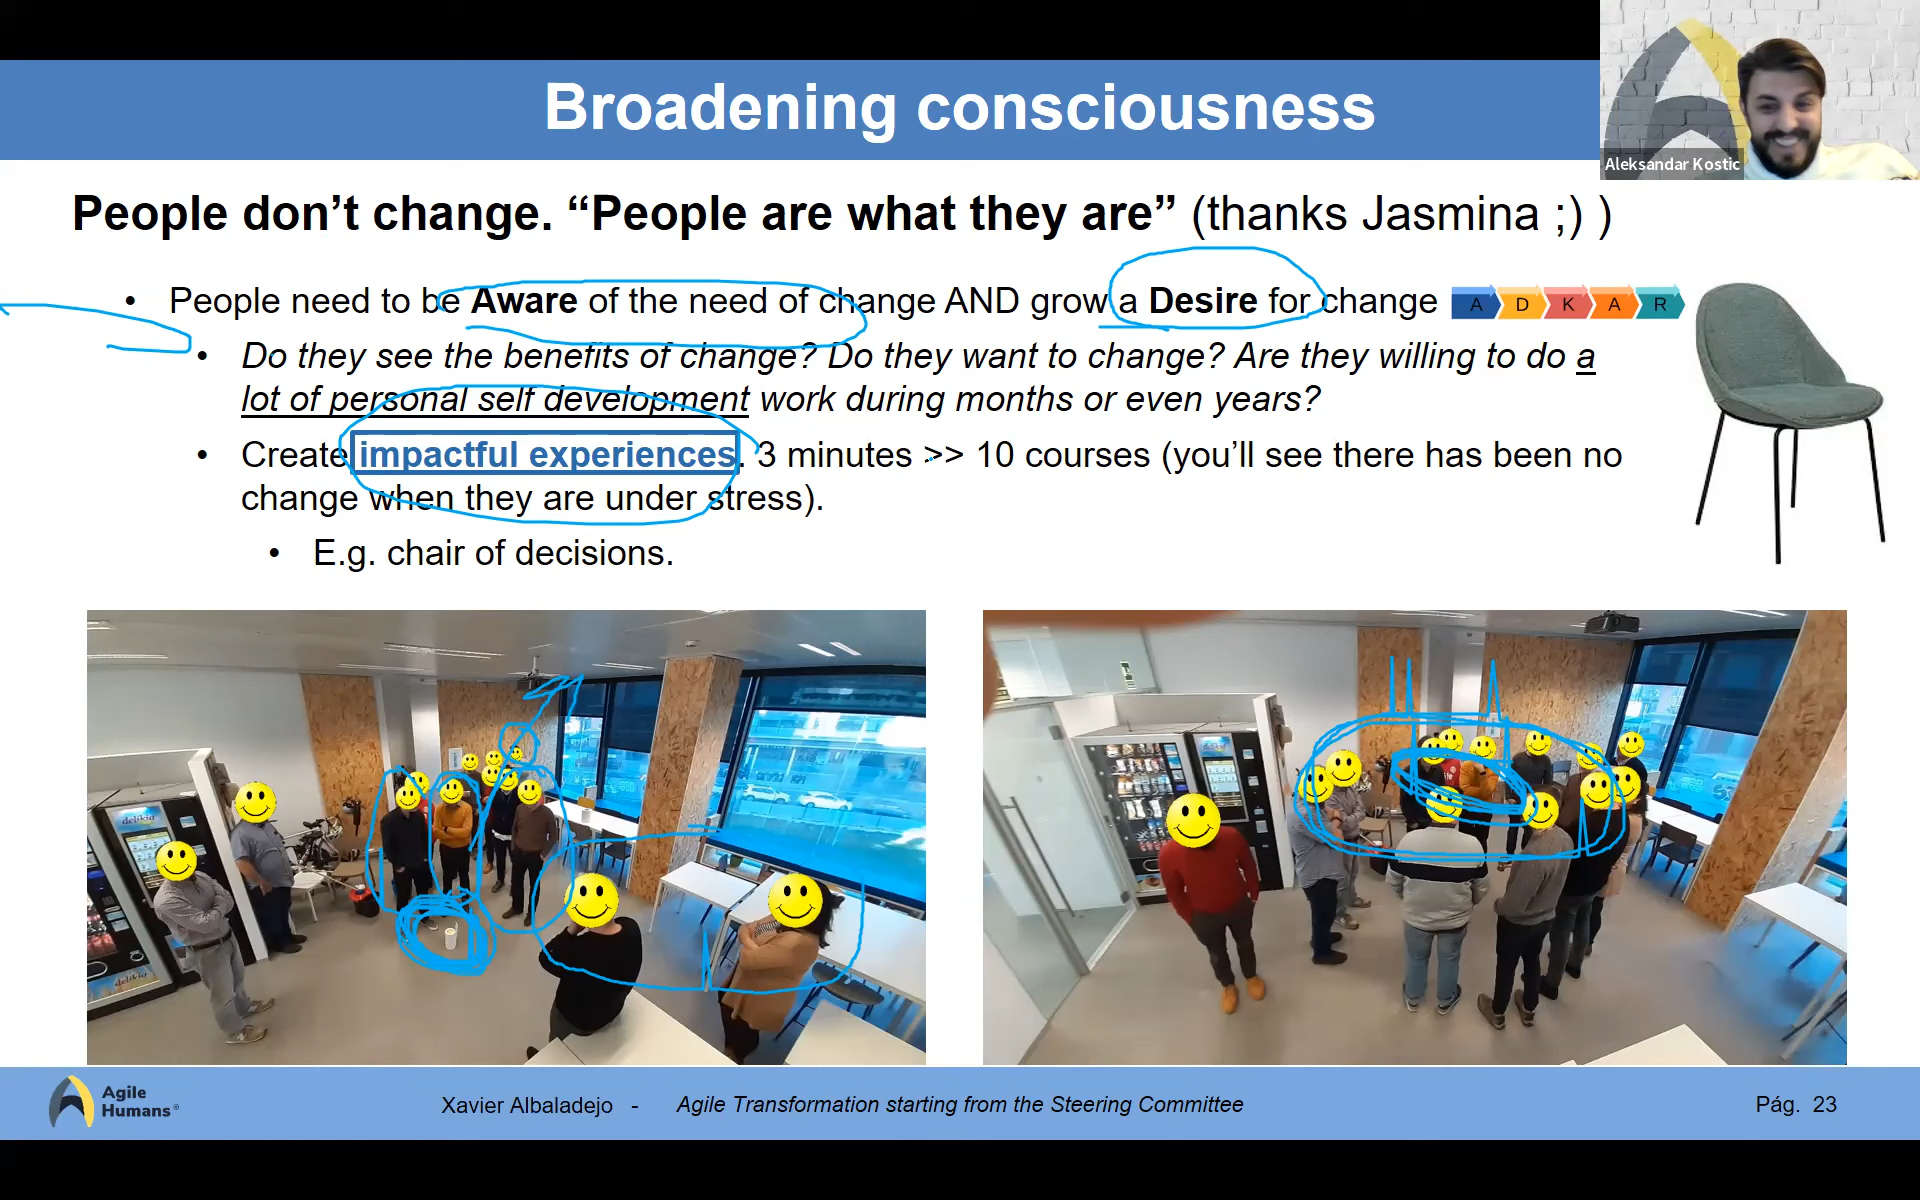 Broadening consciousness
Aleksandar Kostic
People don’t change. “People are what they are” (thanks Jasmina ;) )
• People need to be Aware of the need of change AND grow a Desire for change A D K A R
• Do they see the benefits of change? Do they want to change? Are they willing to do a
lot of personal self development work during months or even years?
• Create impactful experiences. 3 minutes >> 10 courses (you’ll see there has been no
change when they are under stress).
• E.g. chair of decisions.
delikia
delikia
Agile
Humans®
Xavier Albaladejo - Agile Transformation starting from the Steering Committee
Pág. 23